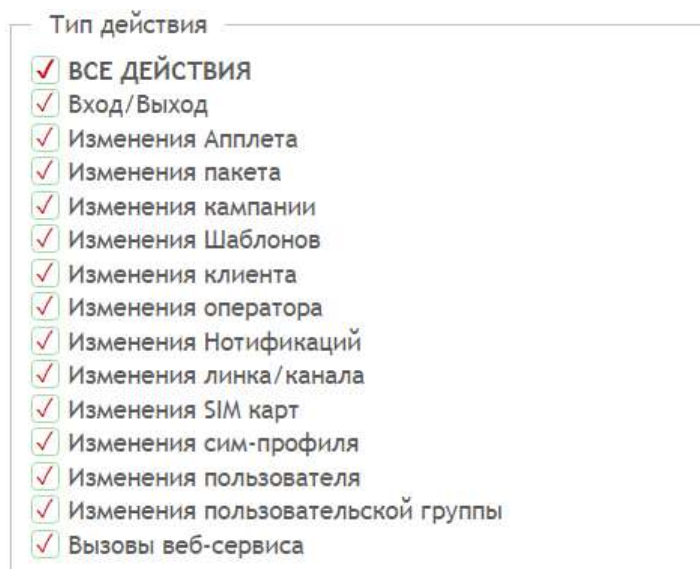 Тип действия
ВСЕ ДЕЙСТВИЯ
Вход/Выход
Изменения Апплета
Изменения пакета
Изменения кампании
Изменения Шаблонов
Изменения клиента
Изменения оператора
Изменения Нотификаций
Изменения линка/канала
Изменения SIM карт
Изменения сим-профиля
Изменения пользователя
Изменения пользовательской группы
Вызовы веб-сервиса